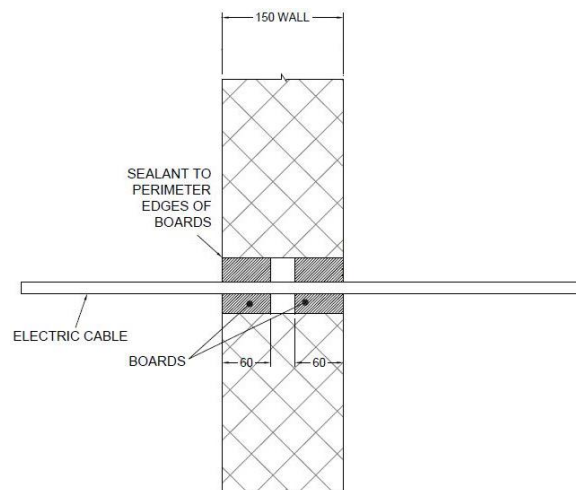 150 WALL
SEALANT TO
PERIMETER
EDGES OF
BOARDS
ELECTRIC CABLE
BOARDS
60
60